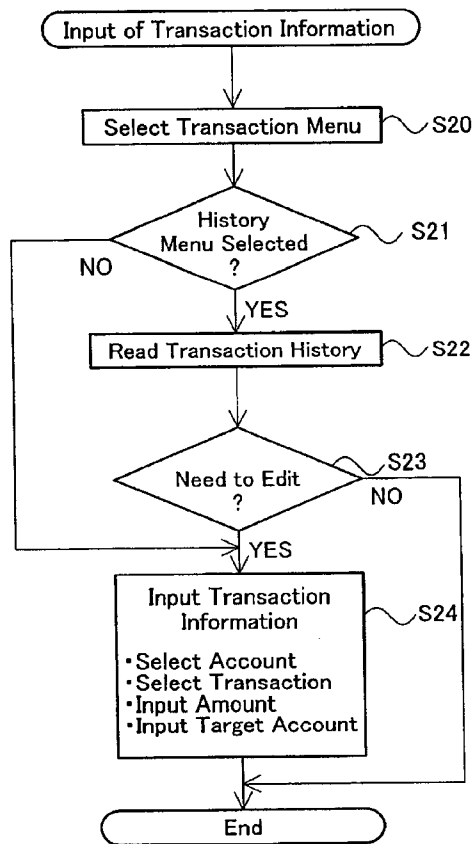 Input of Transaction Information
Select Transaction Menu
S20
History
Menu Selected
?
S21
NO
YES
Read Transaction History
S22
Need to Edit
?
S23
NO
YES
Input Transaction
Information
・Select Account
・Select Transaction
・Input Amount
・Input Target Account
S24
End